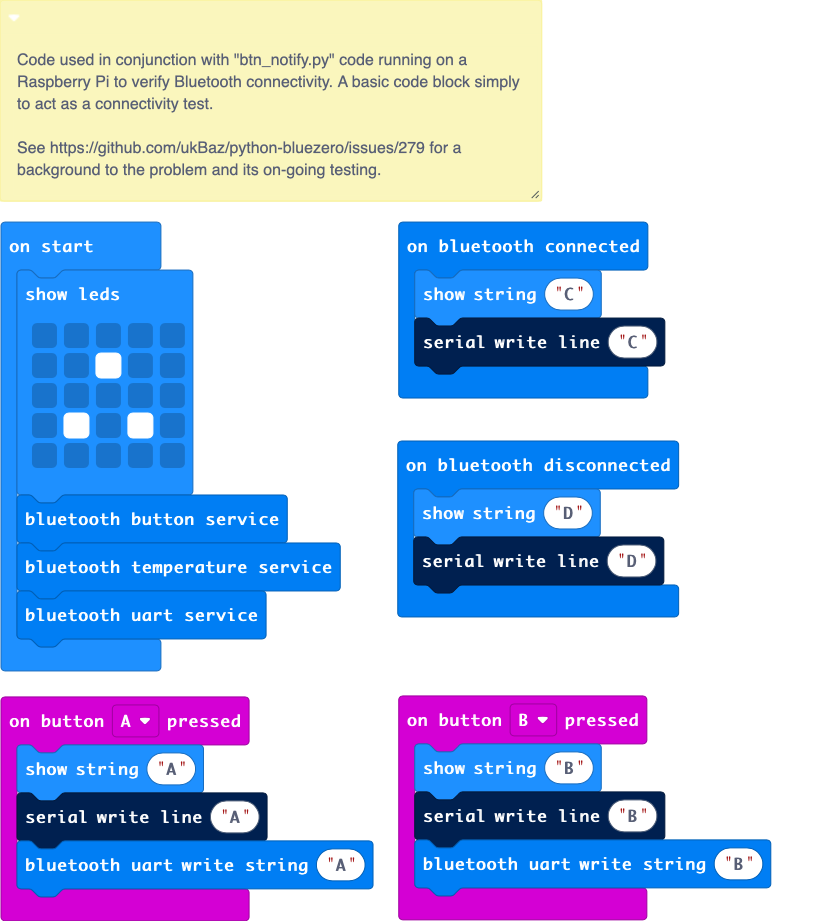 Code used in conjunction with "btn_notify.py" code running on a
Raspberry Pi to verify Bluetooth connectivity. A basic code block simply
to act as a connectivity test.
See https://github.com/ukBaz/python-bluezero/issues/279 for a
background to the problem and its on-going testing.
on start
show leds
bluetooth button service
bluetooth temperature service
bluetooth uart service
on bluetooth connected
show string "C"
serial write line "C"
on bluetooth disconnected
show string "D"
serial write line "D"
on button A pressed
show string "A"
serial write line "A"
bluetooth uart write string "A"
on button B pressed
show string "B"
serial write line "B"
bluetooth uart write string "B"